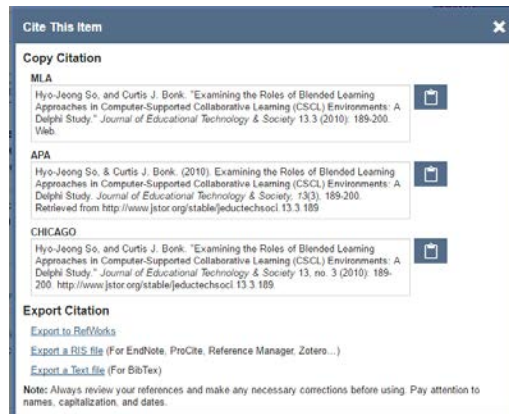 Cite This Item
Copy Citation
MLA
Hyo-Jeong So, and Curtis J. Bonk. "Examining the Roles of Blended Learning
Approaches in Computer-Supported Collaborative Learning (CSCL) Environments: A
Delphi Study." Journal of Educational Technology & Society 13.3 (2010): 189-200.
Web.
APA
Hyo-Jeong So, & Curtis J. Bonk. (2010). Examining the Roles of Blended Learning
Approaches in Computer-Supported Collaborative Learning (CSCL) Environments: A
Delphi Study. Journal of Educational Technology & Society, 13(3), 189-200.
Retrieved from http://www.jstor.org/stable/jeductechsoci.13.3.189
CHICAGO
Hyo-Jeong So, and Curtis J. Bonk. "Examining the Roles of Blended Learning
Approaches in Computer-Supported Collaborative Learning (CSCL) Environments: A
Delphi Study." Journal of Educational Technology & Society 13, no. 3 (2010): 189-
200. http://www.jstor.org/stable/jeductechsoci.13.3.189.
Export Citation
Export to RefWorks
Export a RIS file (For EndNote, ProCite, Reference Manager, Zotero...)
Export a Text file (For BibTex)
Note: Always review your references and make any necessary corrections before using. Pay attention to
names, capitalization, and dates.